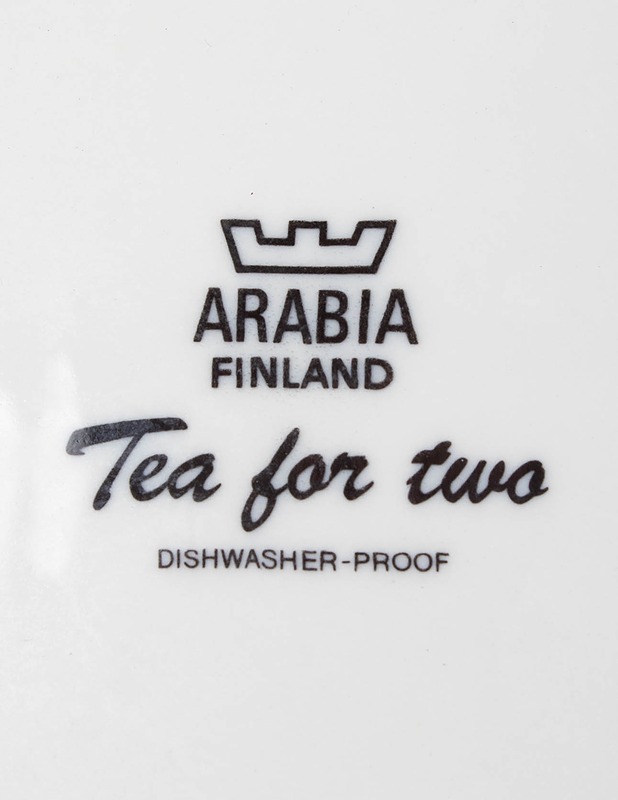 ARABIA
FINLAND
Tea for two
DISHWASHER-PROOF